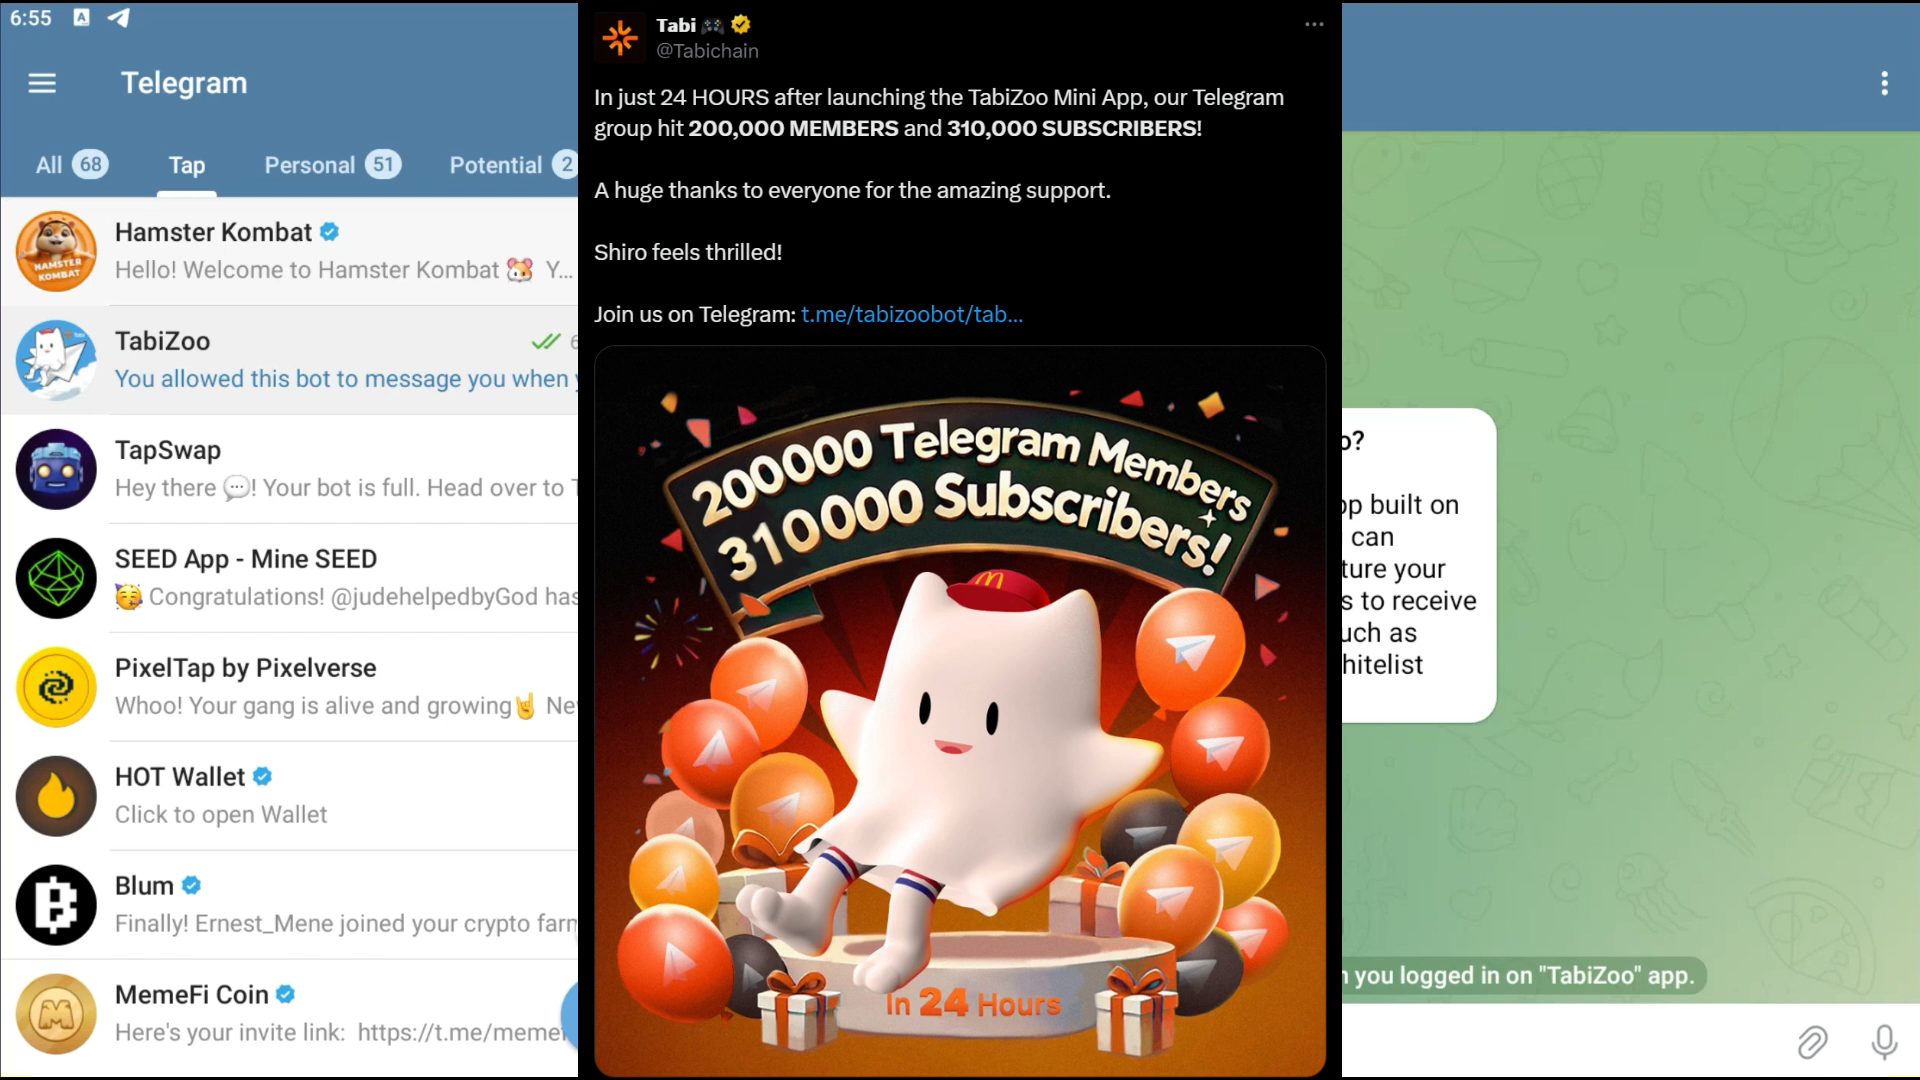 6:55
Telegram
All 68
Tap
Personal 51
Potential 2
Hamster Kombat
Hello! Welcome to Hamster Kombat 🐹 Y...
TabiZoo
You allowed this bot to message you when
TapSwap
Hey there 💬! Your bot is full. Head over to
SEED App - Mine SEED
🥳 Congratulations! @judehelpedbyGod has
PixelTap by Pixelverse
Whoo! Your gang is alive and growing🤘 Ne
HOT Wallet
Click to open Wallet
Blum
Finally! Ernest_Mene joined your crypto farm
MemeFi Coin
Here's your invite link: https://t.me/meme
HAMSTER
KOMBAT
Tabi 🎮
@Tabichain
In just 24 HOURS after launching the TabiZoo Mini App, our Telegram
group hit 200,000 MEMBERS and 310,000 SUBSCRIBERS!
A huge thanks to everyone for the amazing support.
Shiro feels thrilled!
Join us on Telegram: t.me/tabizoobot/tab...
200000 Telegram Members
310000 Subscribers!
In 24 Hours
o?
pp built on
can
ture your
s to receive
uch as
hitelist
n you logged in on "TabiZoo" app.